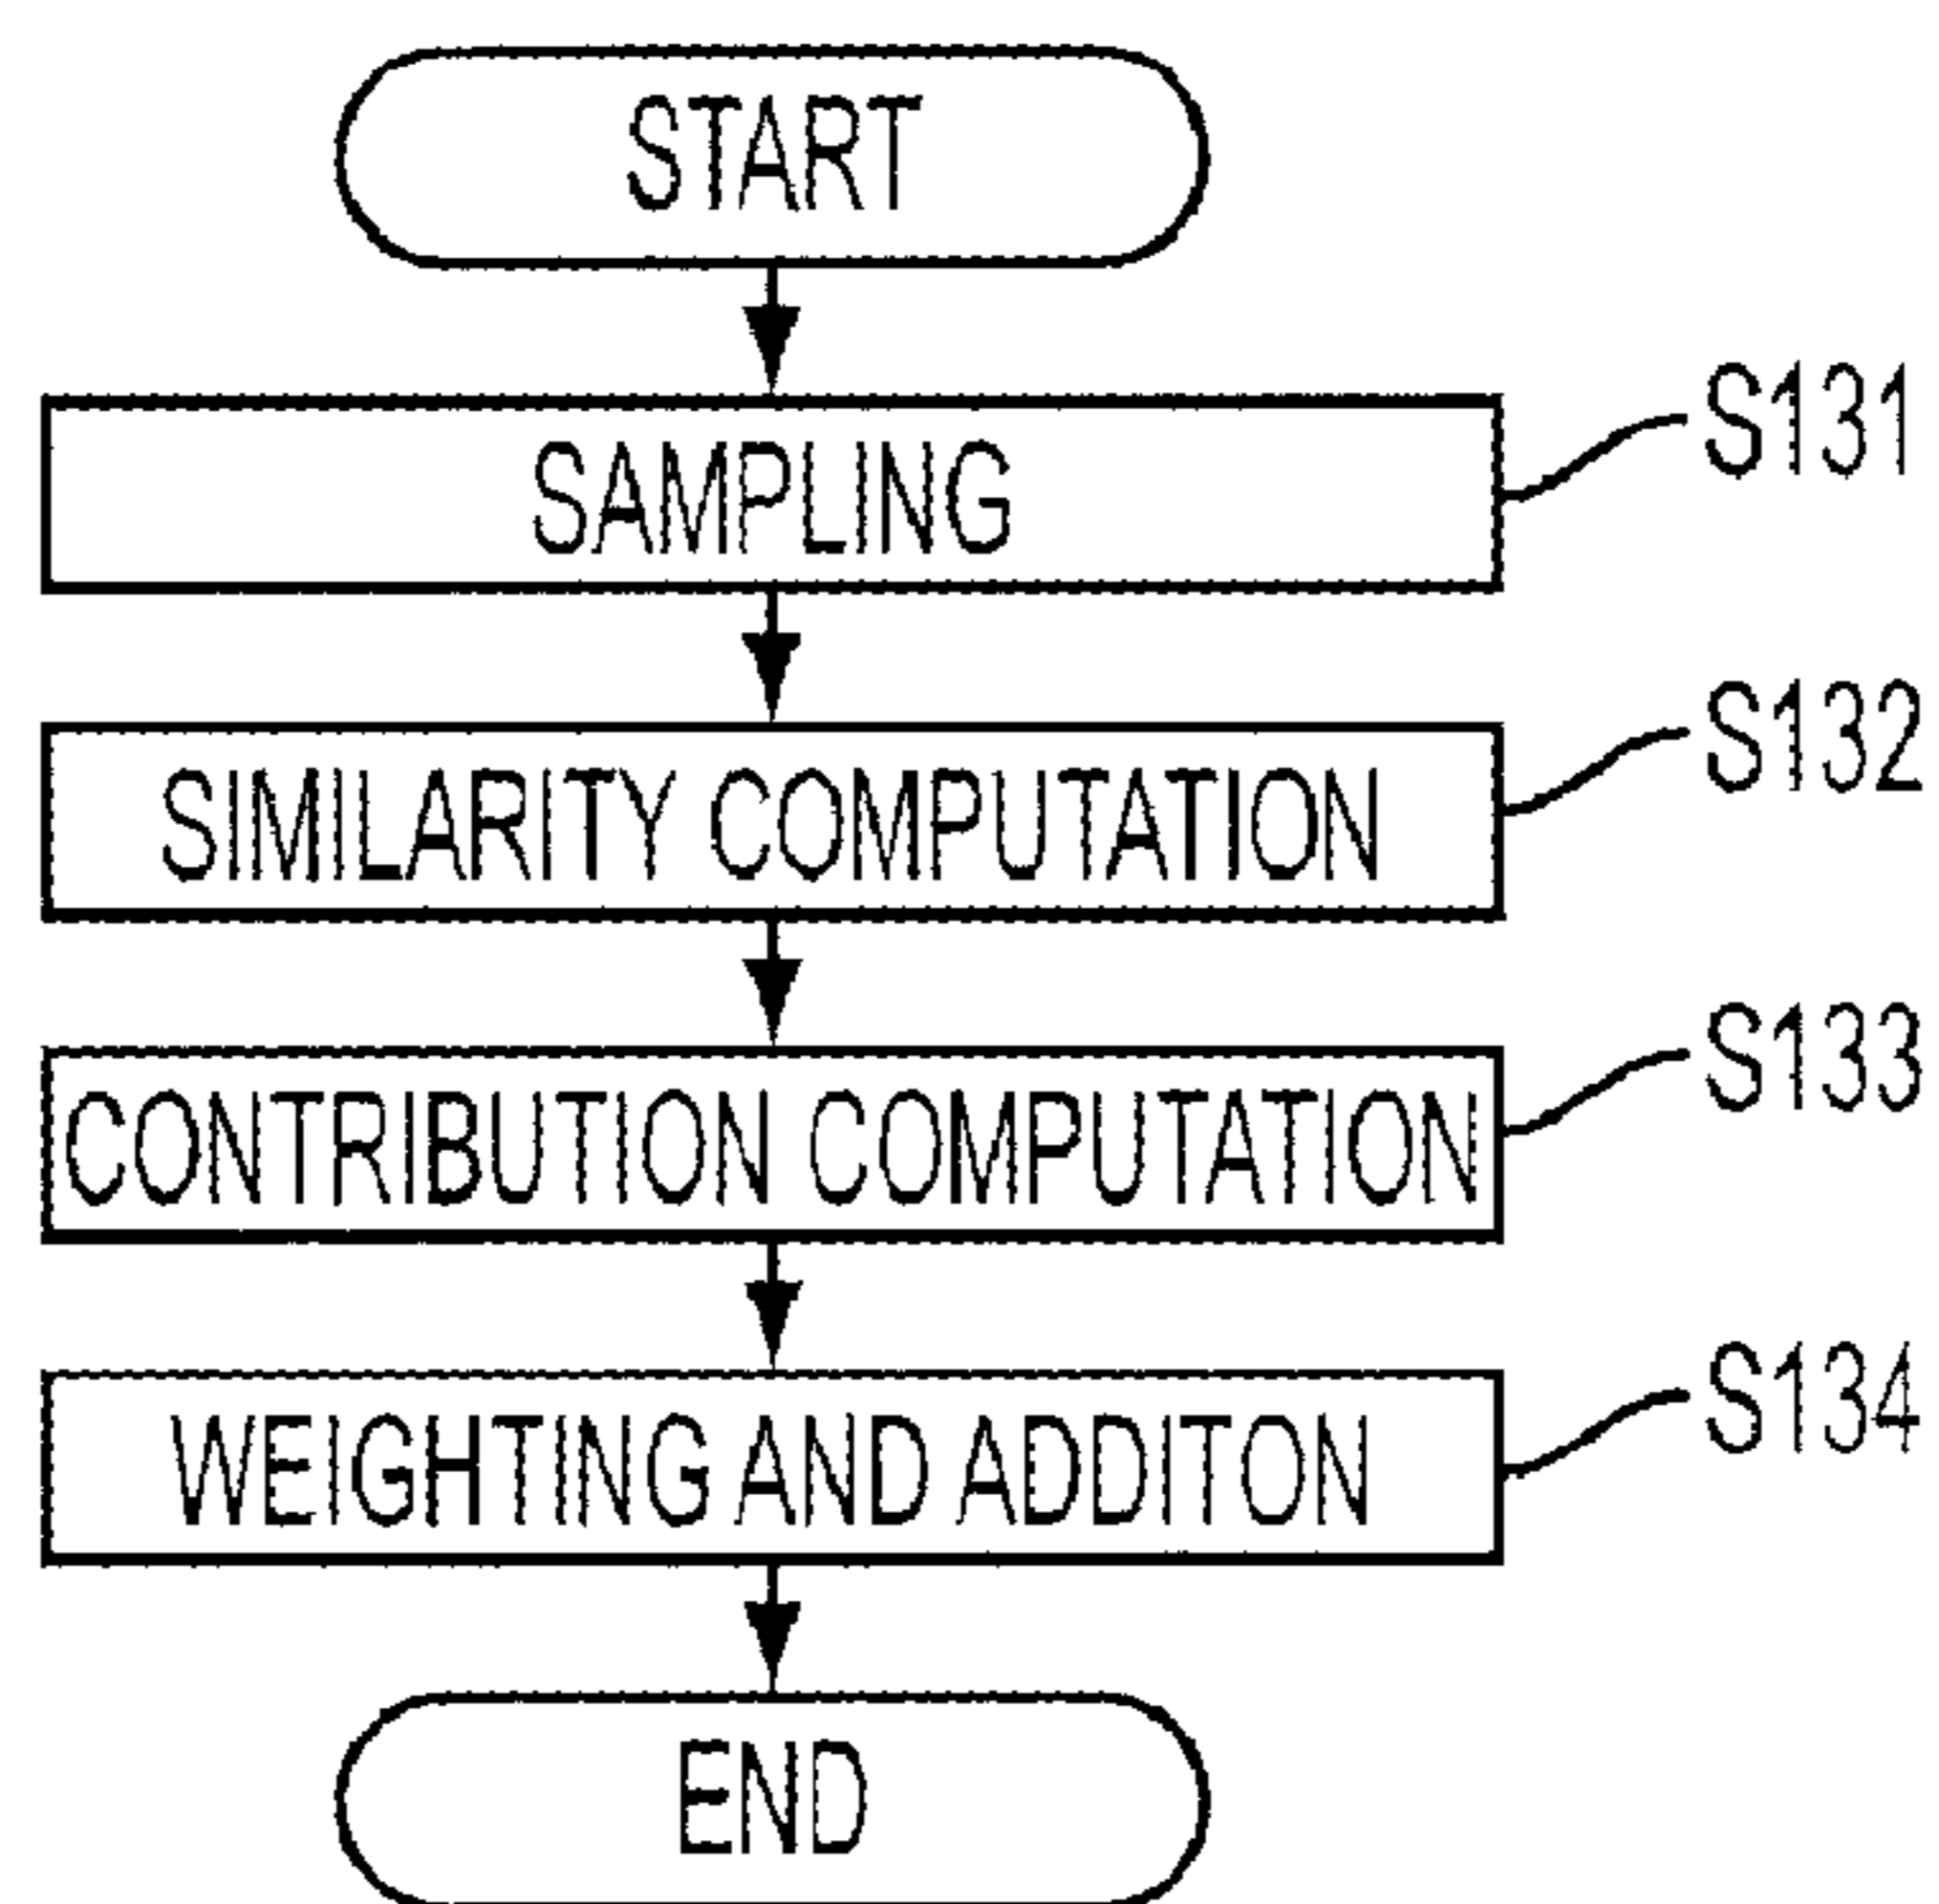 START
SAMPLING
S131
SIMILARITY COMPUTATION
S132
CONTRIBUTION COMPUTATION
S133
WEIGHTING AND ADDITON
S134
END